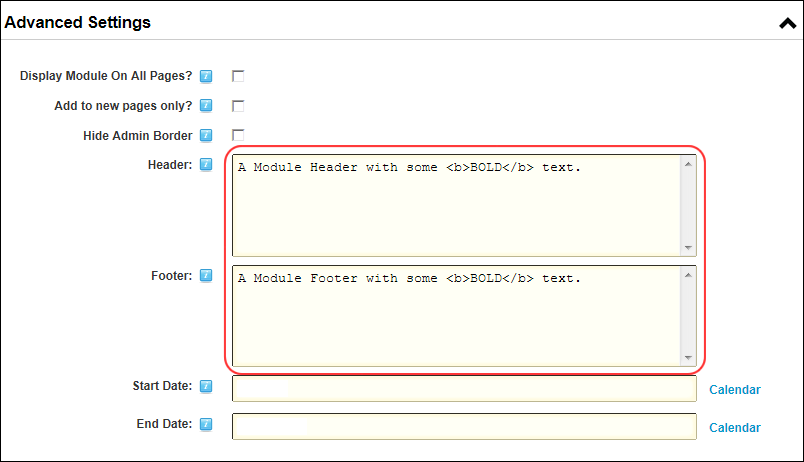 Advanced Settings
Display Module On All Pages?
Add to new pages only?
Hide Admin Border
Header:
A Module Header with some <b>BOLD</b> text.
Footer:
A Module Footer with some <b>BOLD</b> text.
Start Date:
Calendar
End Date:
Calendar